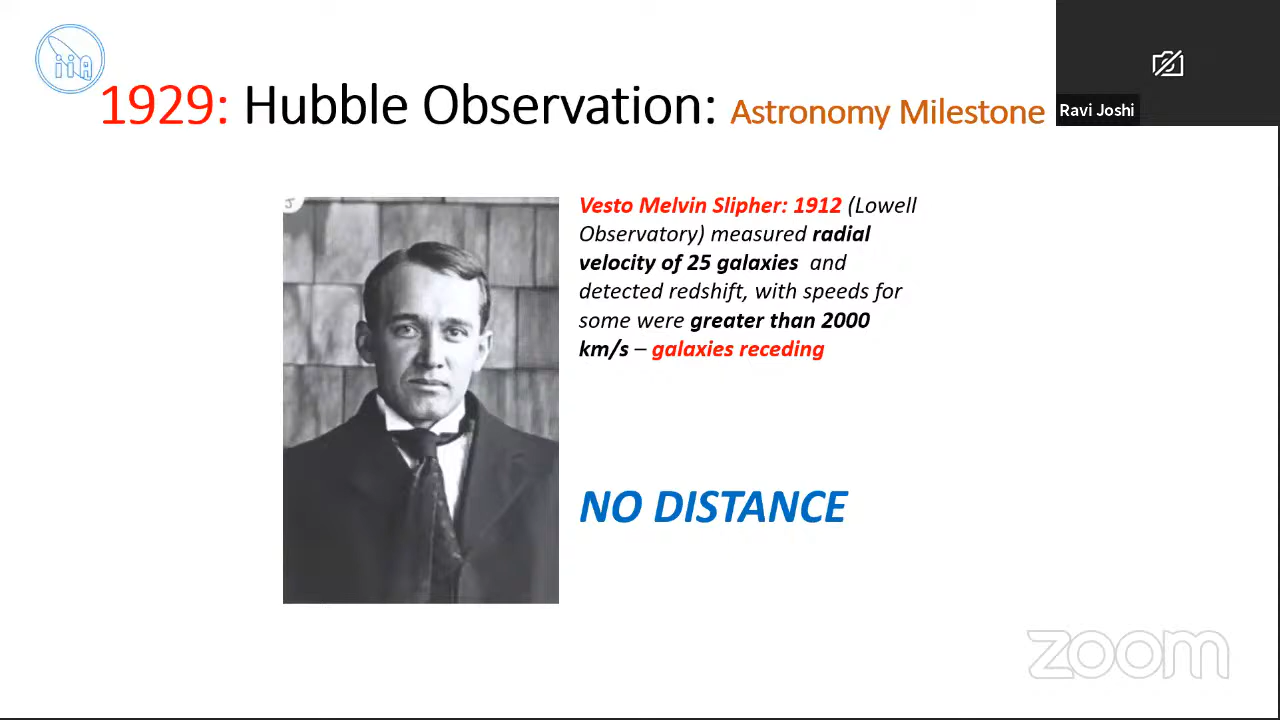 iiA
1929: Hubble Observation: Astronomy Milestone
Ravi Joshi
J
Vesto Melvin Slipher: 1912 (Lowell
Observatory) measured radial
velocity of 25 galaxies and
detected redshift, with speeds for
some were greater than 2000
km/s – galaxies receding
NO DISTANCE
zoom